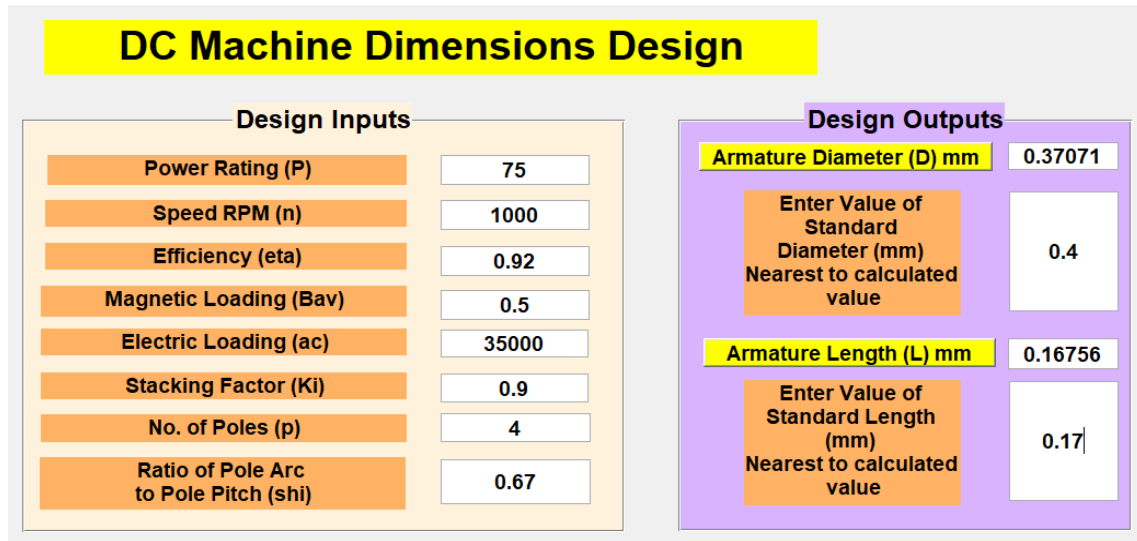 DC Machine Dimensions Design
Design Inputs
Power Rating (P)
75
Speed RPM (n)
1000
Efficiency (eta)
0.92
Magnetic Loading (Bav)
0.5
Electric Loading (ac)
35000
Stacking Factor (Ki)
0.9
No. of Poles (p)
4
Ratio of Pole Arc
to Pole Pitch (shi)
0.67
Design Outputs
Armature Diameter (D) mm
0.37071
Enter Value of
Standard
Diameter (mm)
Nearest to calculated
value
0.4
Armature Length (L) mm
0.16756
Enter Value of
Standard Length
(mm)
Nearest to calculated
value
0.17